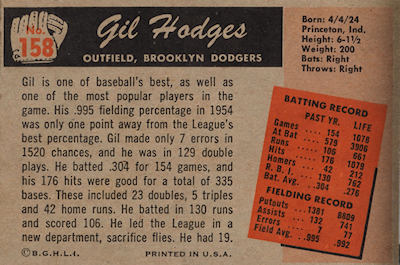 No.
158
Gil Hodges
OUTFIELD, BROOKLYN DODGERS
Born: 4/4/24
Princeton, Ind.
Height: 6-1½
Weight: 200
Bats: Right
Throws: Right
Gil is one of baseball's best, as well as
one of the most popular players in the
game. His .995 fielding percentage in 1954
was only one point away from the League's
best percentage. Gil made only 7 errors in
1520 chances, and he was in 129 double
plays. He batted .304 for 154 games, and
his 176 hits were good for a total of 335
bases. These included 23 doubles, 5 triples
and 42 home runs. He batted in 130 runs
and scored 106. He led the League in a
new department, sacrifice flies. He had 19.
©B.G.H.L.I. PRINTED IN U.S.A.
BATTING RECORD
PAST YR. LIFE
Games 154 1078
At Bat 579 3906
Runs 106 661
Hits 176 1079
Homers 42 212
R. B. I. 130 762
Bat. Avg. .304 .276
FIELDING RECORD
Putouts 1381 8809
Assists 132 741
Errors 7 77
Field Avg. .995 .992